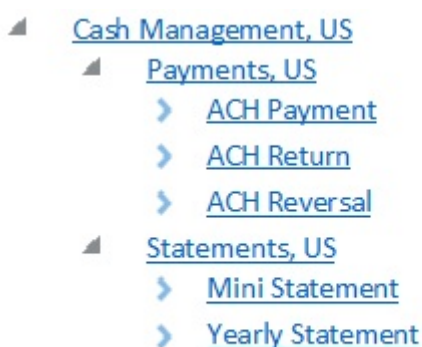 Cash Management, US
Payments, US
ACH Payment
ACH Return
ACH Reversal
Statements, US
Mini Statement
Yearly Statement